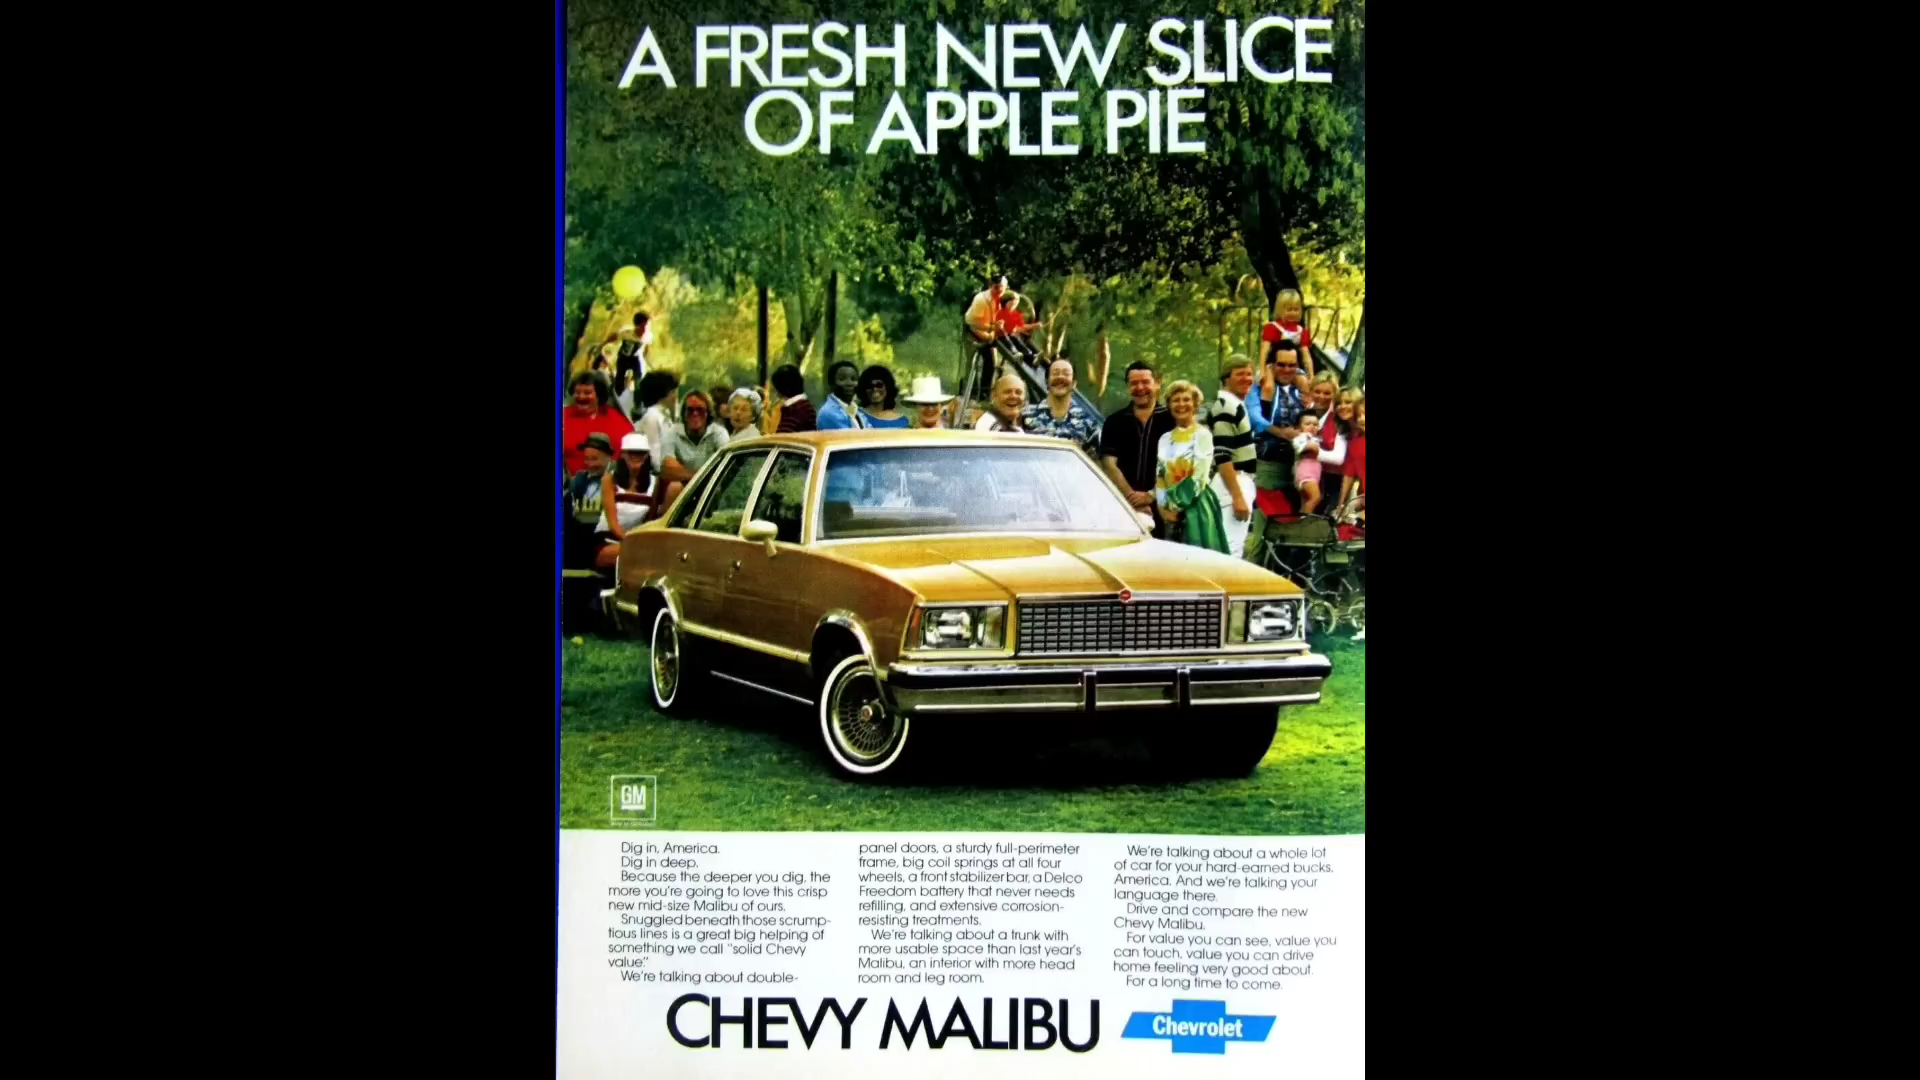 A FRESH NEW SLICE
OF APPLE PIE
GM
Dig in, America.
Dig in deep.
Because the deeper you dig, the
more you're going to love this crisp
new mid-size Malibu of ours.
Snuggled beneath those scrump-
tious lines is a great big helping of
something we call "solid Chevy
value."
We're talking about double-
panel doors, a sturdy full-perimeter
frame, big coil springs at all four
wheels, a front stabilizer bar, a Delco
Freedom battery that never needs
refilling, and extensive corrosion-
resisting treatments.
We're talking about a trunk with
more usable space than last year's
Malibu, an interior with more head
room and leg room.
We're talking about a whole lot
of car for your hard-earned bucks,
America. And we're talking your
language there.
Drive and compare the new
Chevy Malibu.
For value you can see, value you
can touch, value you can drive
home feeling very good about.
For a long time to come.
CHEVY MALIBU
Chevrolet